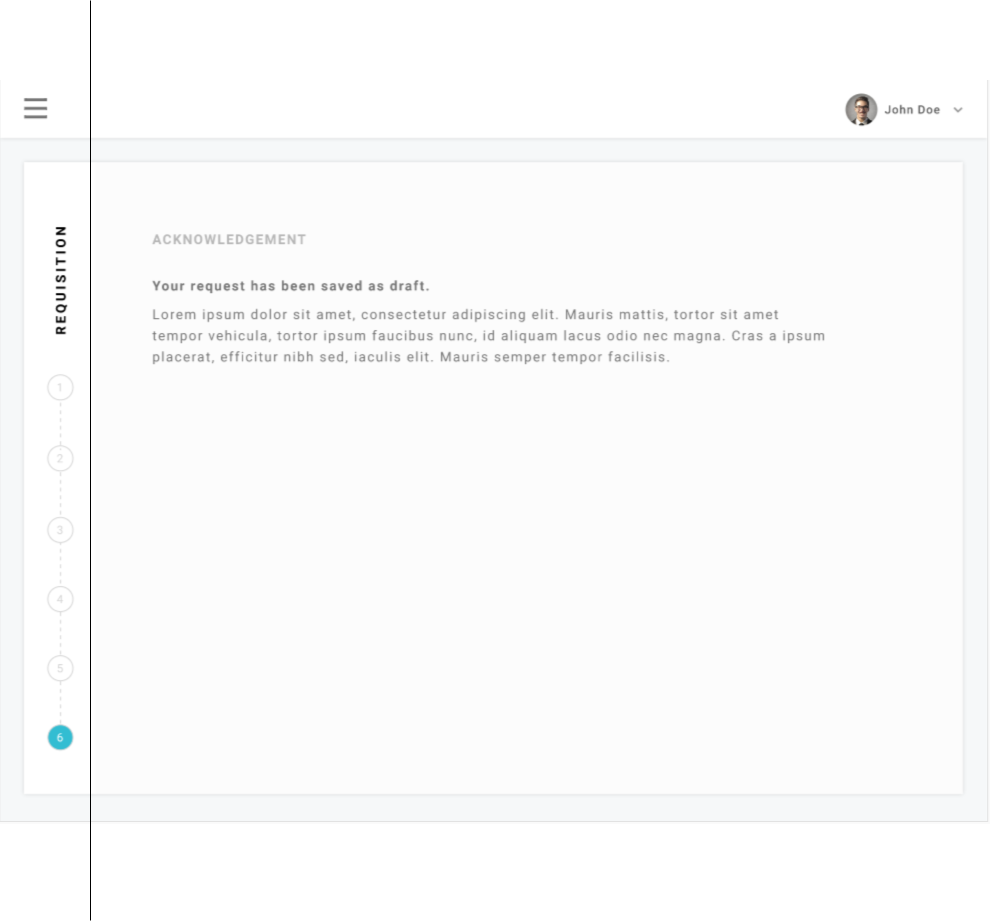 John Doe
REQUISITION
ACKNOWLEDGEMENT
Your request has been saved as draft.
Lorem ipsum dolor sit amet, consectetur adipiscing elit. Mauris mattis, tortor sit amet
tempor vehicula, tortor ipsum faucibus nunc, id aliquam lacus odio nec magna. Cras a ipsum
placerat, efficitur nibh sed, iaculis elit. Mauris semper tempor facilisis.
1
2
3
4
5
6